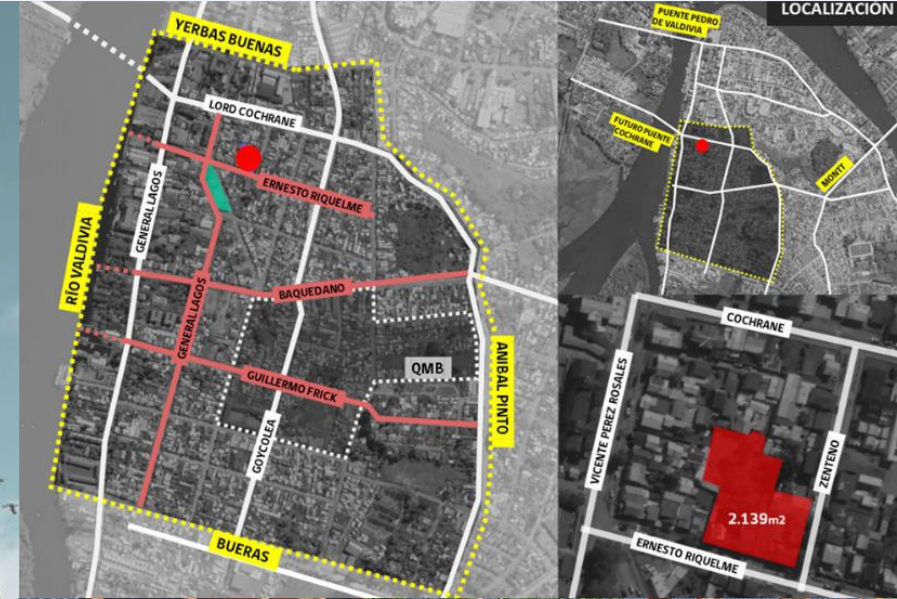 YERBAS BUENAS
LORD COCHRANE
ERNESTO RIQUELME
GENERAL LAGOS
RÍO VALDIVIA
GENERAL LAGOS
BAQUEDANO
QMB
ANIBAL PINTO
GUILLERMO FRICK
GOYCOLEA
BUERAS
LOCALIZACIÓN
PUENTE PEDRO
DE VALDIVIA
FUTURO PUENTE
COCHRANE
MONTT
COCHRANE
VICENTE PEREZ ROSALES
ZENTENO
2.139m2
ERNESTO RIQUELME